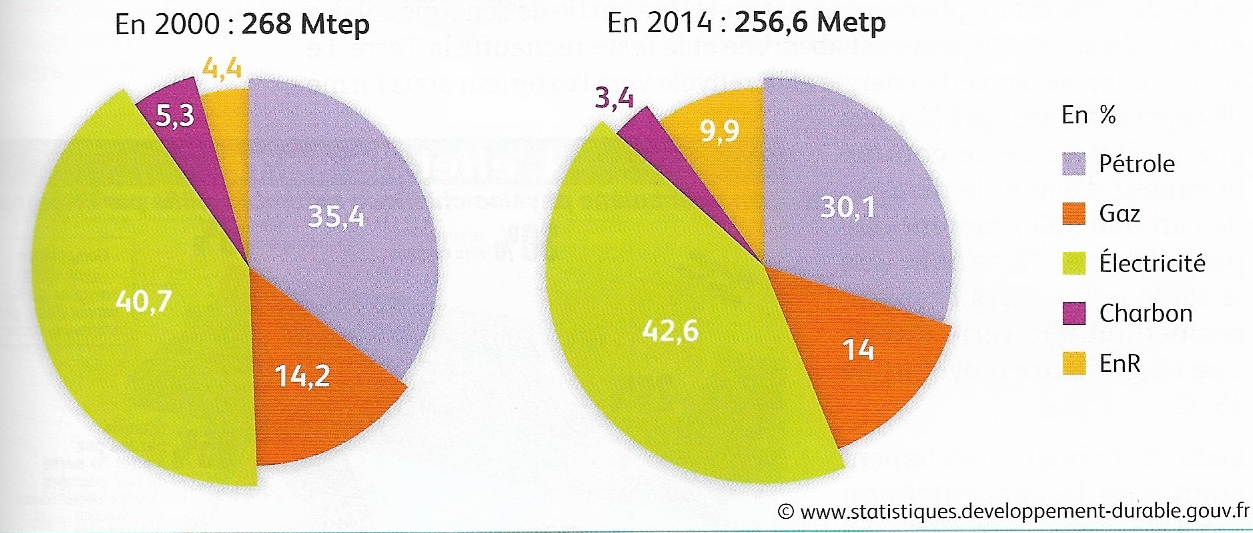 En 2000 : 268 Mtep
4,4
5,3
35,4
40,7
14,2
En 2014 : 256,6 Metp
3,4
9,9
30,1
42,6
14
En %
Pétrole
Gaz
Électricité
Charbon
EnR
© www.statistiques.developpement-durable.gouv.fr